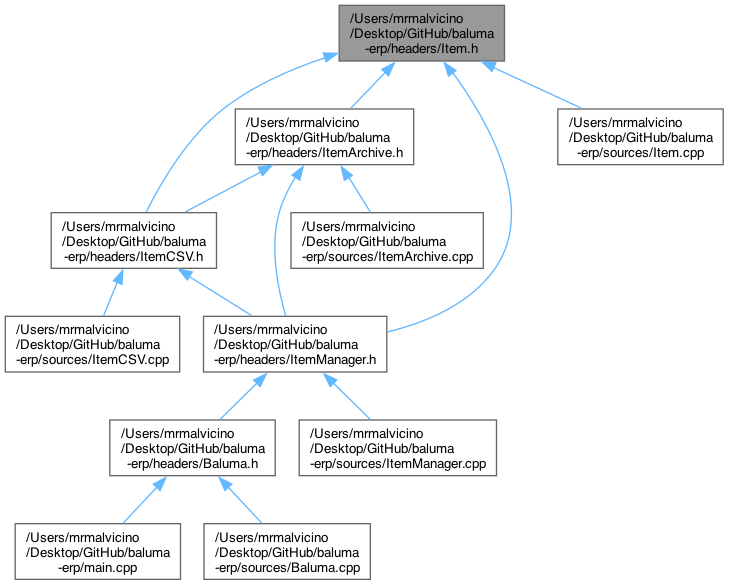 /Users/mrmalvicino
/Desktop/GitHub/baluma
-erp/headers/Item.h
/Users/mrmalvicino
/Desktop/GitHub/baluma
-erp/headers/ItemArchive.h
/Users/mrmalvicino
/Desktop/GitHub/baluma
-erp/sources/Item.cpp
/Users/mrmalvicino
/Desktop/GitHub/baluma
-erp/headers/ItemCSV.h
/Users/mrmalvicino
/Desktop/GitHub/baluma
-erp/sources/ItemArchive.cpp
/Users/mrmalvicino
/Desktop/GitHub/baluma
-erp/sources/ItemCSV.cpp
/Users/mrmalvicino
/Desktop/GitHub/baluma
-erp/headers/ItemManager.h
/Users/mrmalvicino
/Desktop/GitHub/baluma
-erp/headers/Baluma.h
/Users/mrmalvicino
/Desktop/GitHub/baluma
-erp/sources/ItemManager.cpp
/Users/mrmalvicino
/Desktop/GitHub/baluma
-erp/main.cpp
/Users/mrmalvicino
/Desktop/GitHub/baluma
-erp/sources/Baluma.cpp